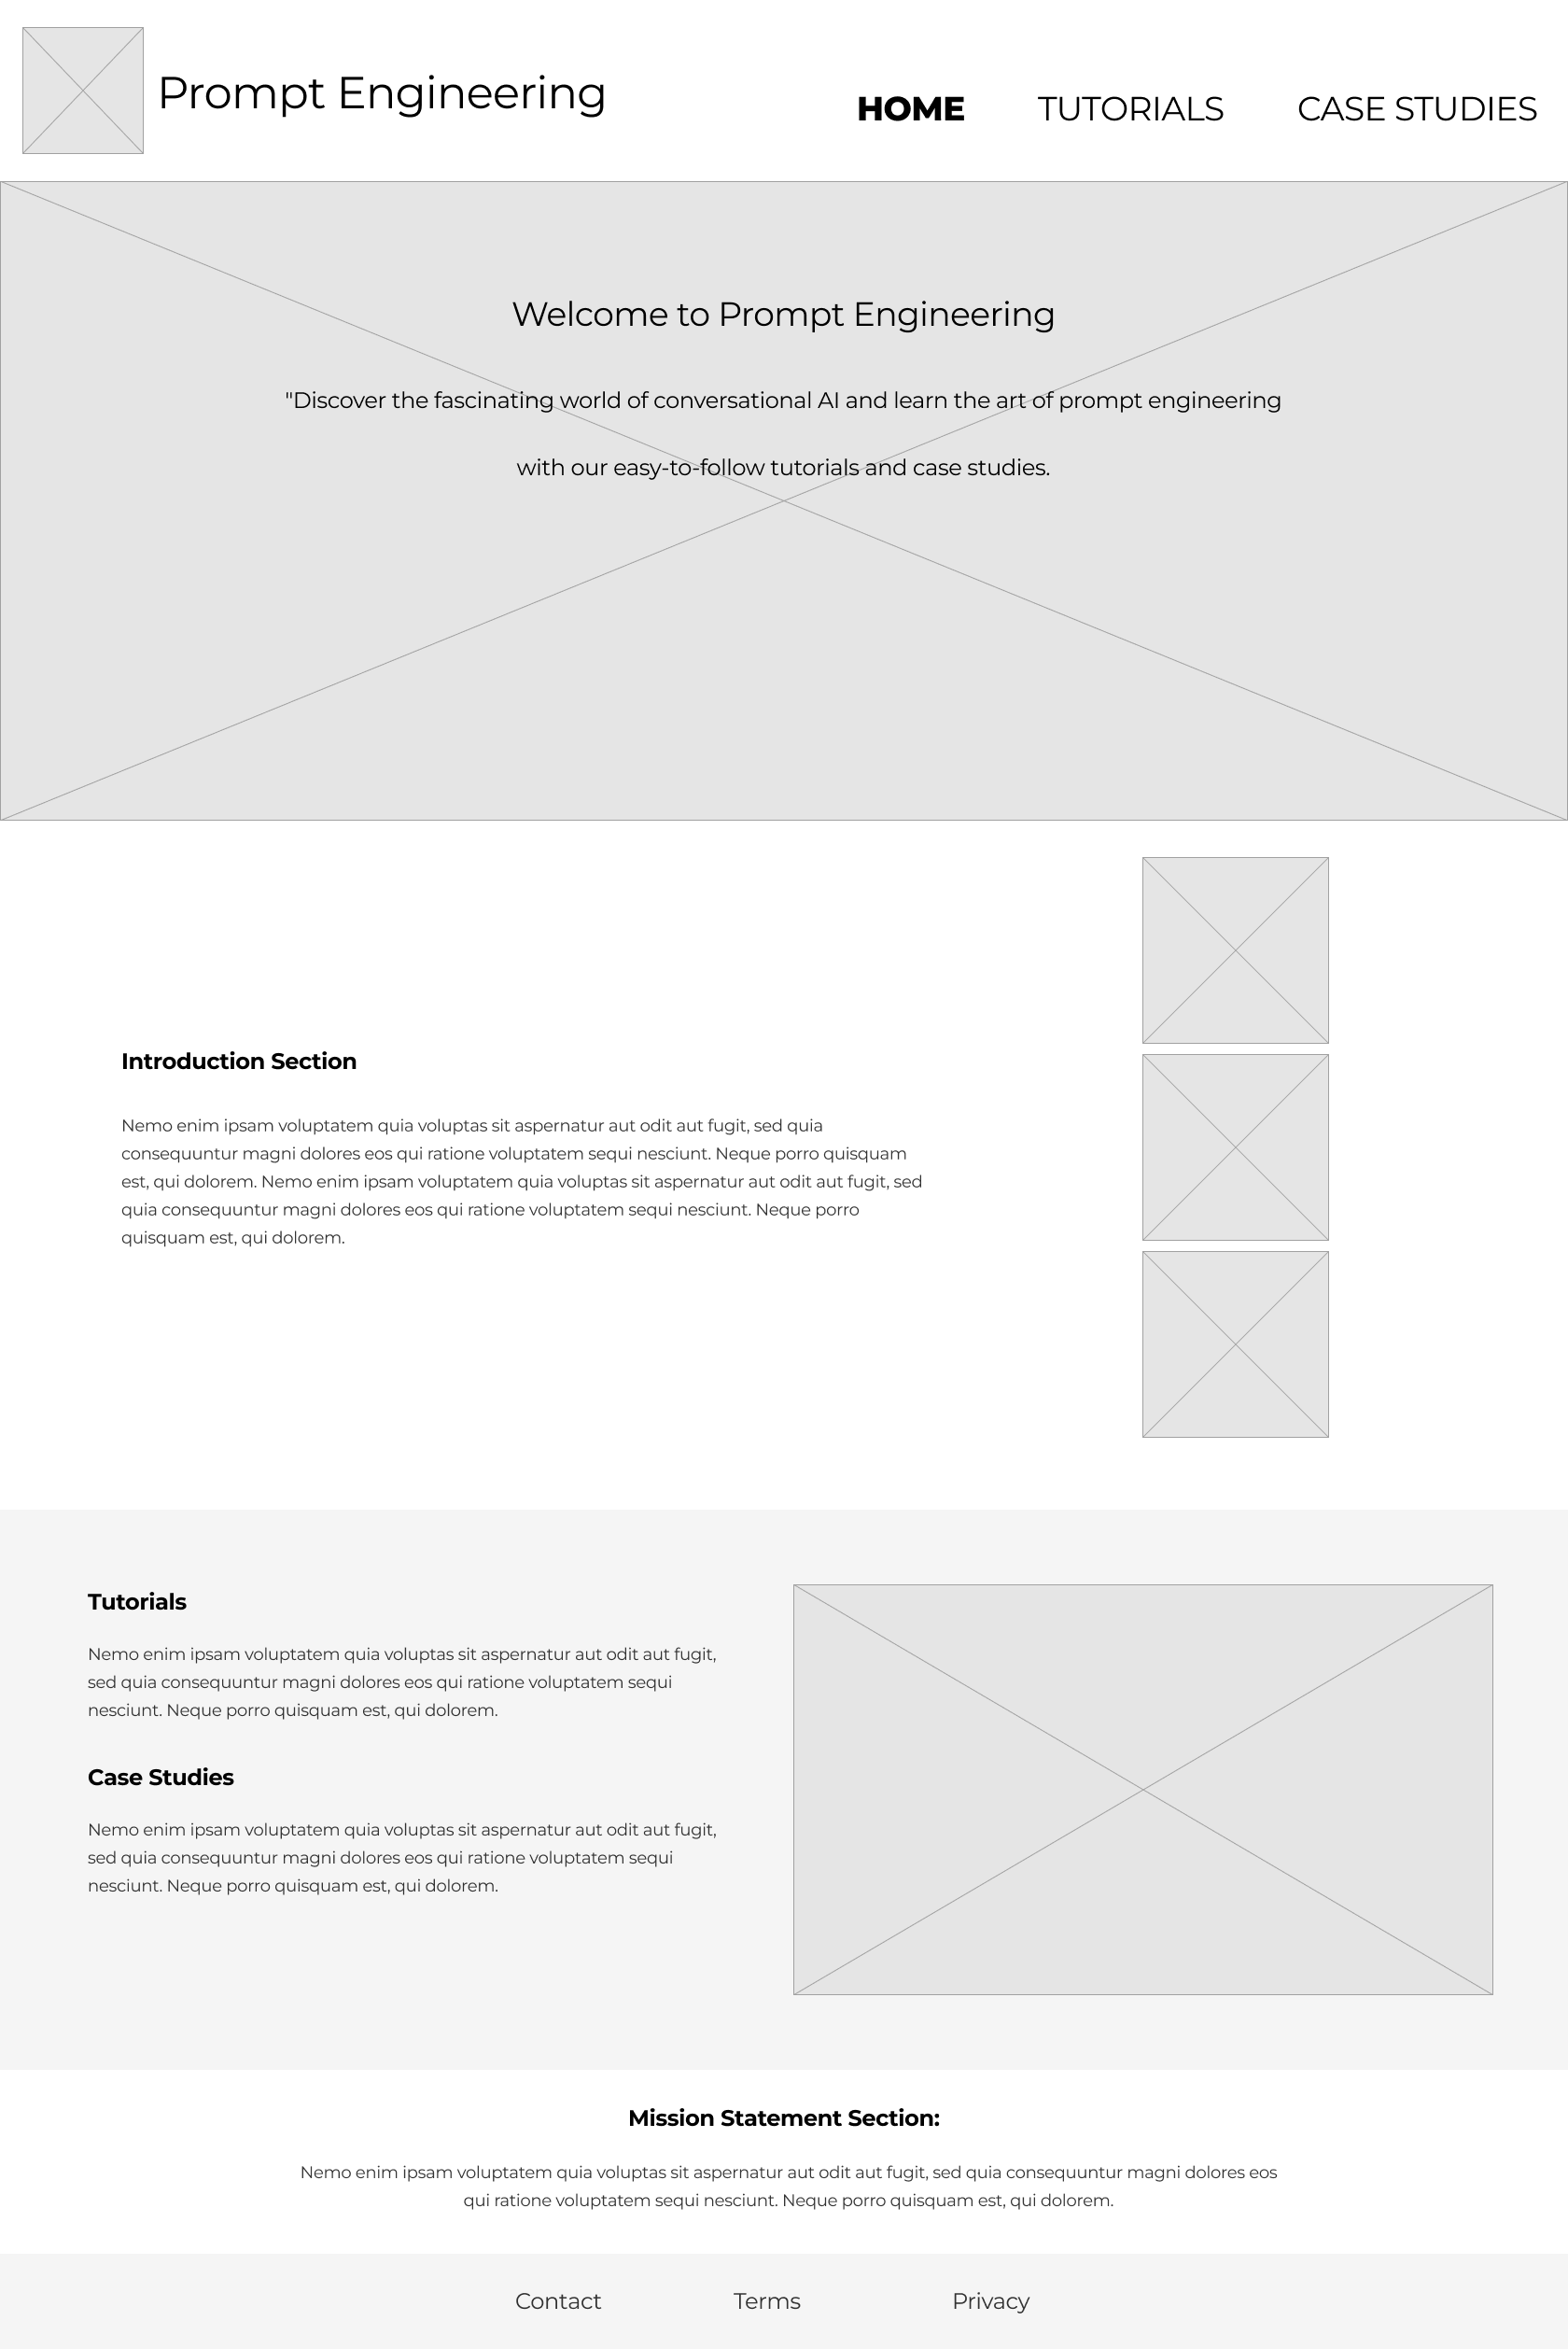 Prompt Engineering
HOME
TUTORIALS
CASE STUDIES
Welcome to Prompt Engineering
"Discover the fascinating world of conversational AI and learn the art of prompt engineering
with our easy-to-follow tutorials and case studies.
Introduction Section
Nemo enim ipsam voluptatem quia voluptas sit aspernatur aut odit aut fugit, sed quia
consequuntur magni dolores eos qui ratione voluptatem sequi nesciunt. Neque porro quisquam
est, qui dolorem. Nemo enim ipsam voluptatem quia voluptas sit aspernatur aut odit aut fugit, sed
quia consequuntur magni dolores eos qui ratione voluptatem sequi nesciunt. Neque porro
quisquam est, qui dolorem.
Tutorials
Nemo enim ipsam voluptatem quia voluptas sit aspernatur aut odit aut fugit,
sed quia consequuntur magni dolores eos qui ratione voluptatem sequi
nesciunt. Neque porro quisquam est, qui dolorem.
Case Studies
Nemo enim ipsam voluptatem quia voluptas sit aspernatur aut odit aut fugit,
sed quia consequuntur magni dolores eos qui ratione voluptatem sequi
nesciunt. Neque porro quisquam est, qui dolorem.
Mission Statement Section:
Nemo enim ipsam voluptatem quia voluptas sit aspernatur aut odit aut fugit, sed quia consequuntur magni dolores eos
qui ratione voluptatem sequi nesciunt. Neque porro quisquam est, qui dolorem.
Contact
Terms
Privacy